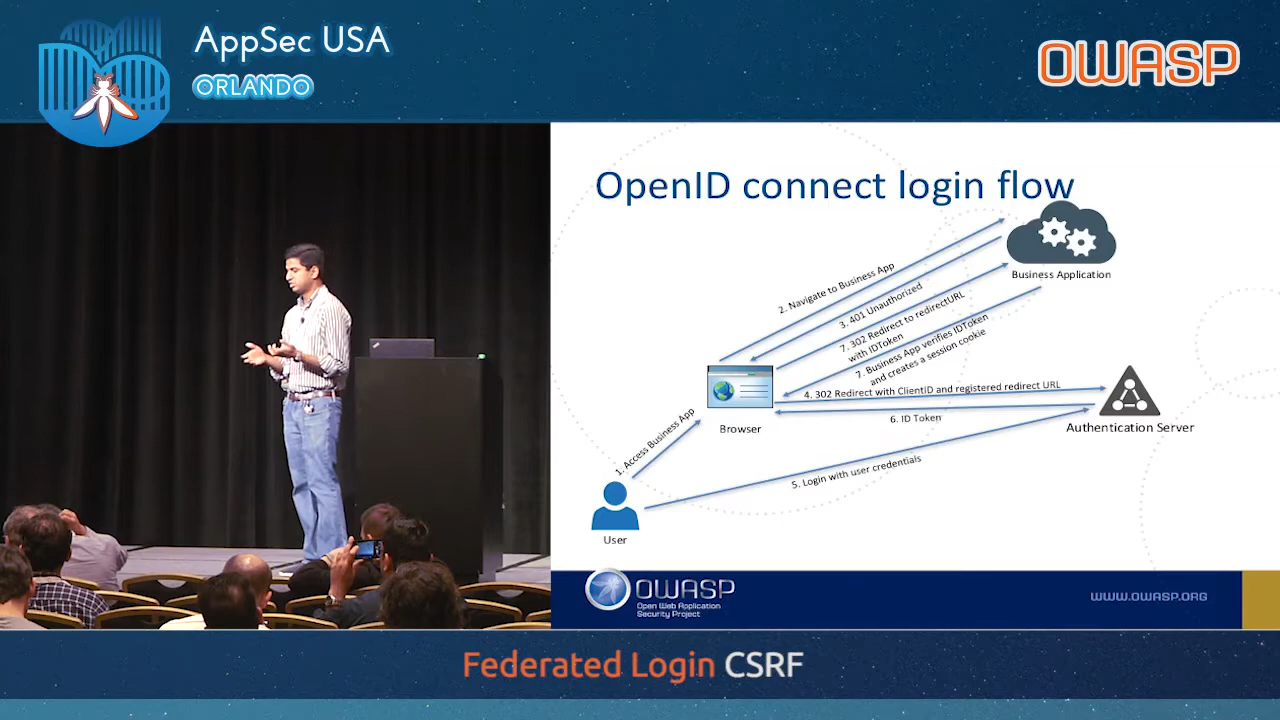 AppSec USA
ORLANDO
OWASP
OpenID connect login flow
Business Application
2. Navigate to Business App
3. 401 Unauthorized
7. 302 Redirect to redirectURL
with IDToken
7. Business App verifies IDToken
and creates a session cookie
4. 302 Redirect with ClientID and registered redirect URL
6. ID Token
Browser
Authentication Server
1. Access Business App
5. Login with user credentials
User
OWASP
Open Web Application
Security Project
WWW.OWASP.ORG
Federated Login CSRF